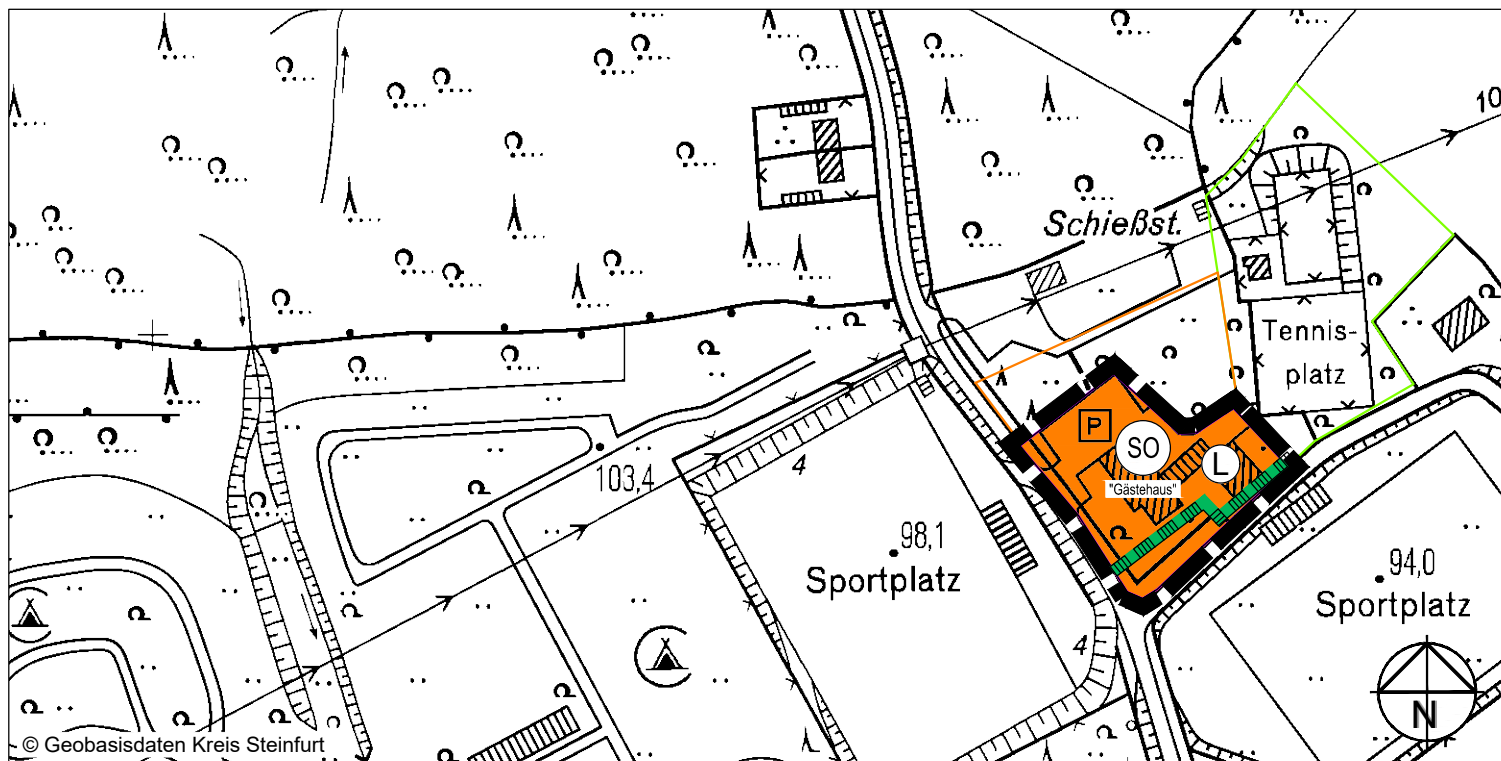 10
Schießst.
Tennis-
platz
P
SO
L
"Gästehaus"
103,4
4
98,1
Sportplatz
94,0
Sportplatz
4
N
© Geobasisdaten Kreis Steinfurt